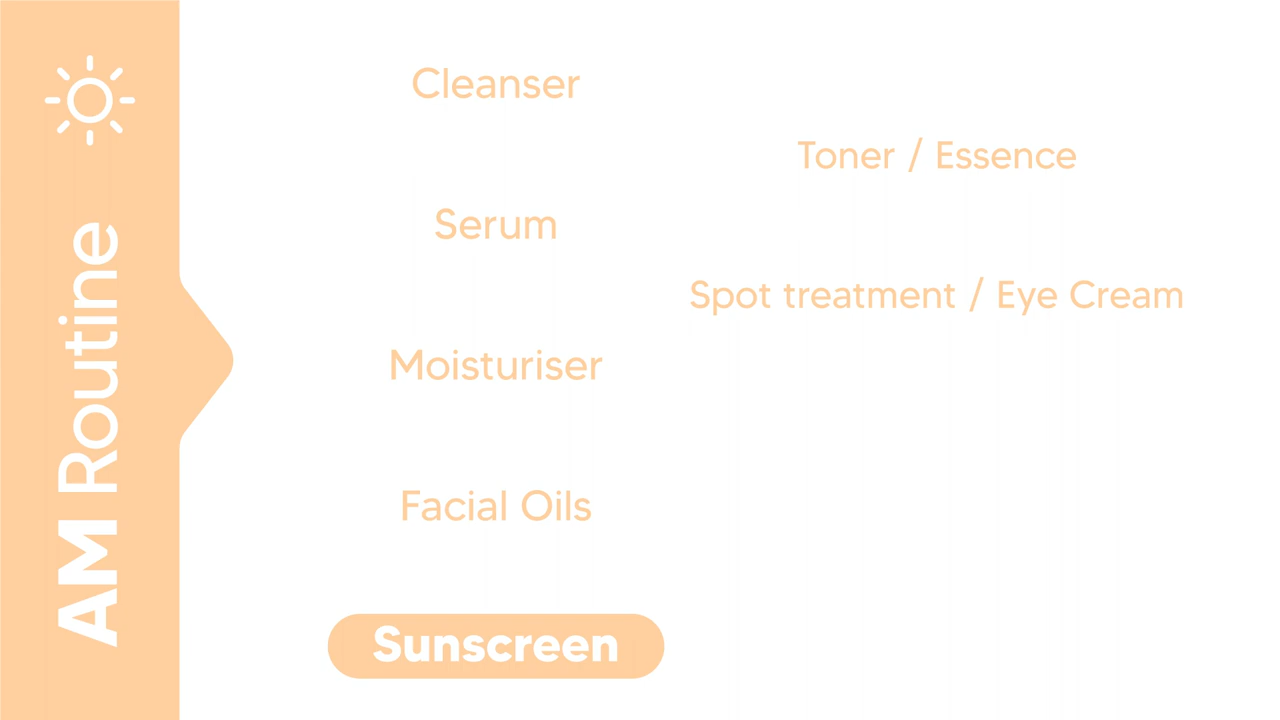 AM Routine
Cleanser
Toner / Essence
Serum
Spot treatment / Eye Cream
Moisturiser
Facial Oils
Sunscreen